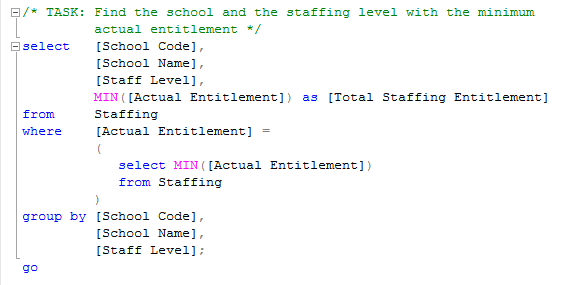 /* TASK: Find the school and the staffing level with the minimum
actual entitlement */
select [School Code],
[School Name],
[Staff Level],
MIN([Actual Entitlement]) as [Total Staffing Entitlement]
from Staffing
where [Actual Entitlement] =
(
select MIN([Actual Entitlement])
from Staffing
)
group by [School Code],
[School Name],
[Staff Level];
go